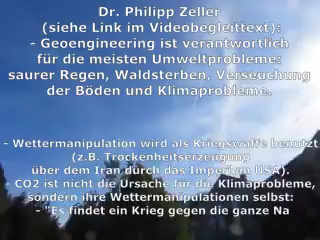 Dr. Philipp Zeller
(siehe Link im Videobegleittext):
- Geoengineering ist verantwortlich
für die meisten Umweltprobleme:
saurer Regen, Waldsterben, Verseuchung
der Böden und Klimaprobleme.
- Wettermanipulation wird als Kriegswaffe benutzt
(z.B. Trockenheitserzeugung
über dem Iran durch das Imperium USA).
- CO2 ist nicht die Ursache für die Klimaprobleme,
sondern ihre Wettermanipulationen selbst:
- "Es findet ein Krieg gegen die ganze Na